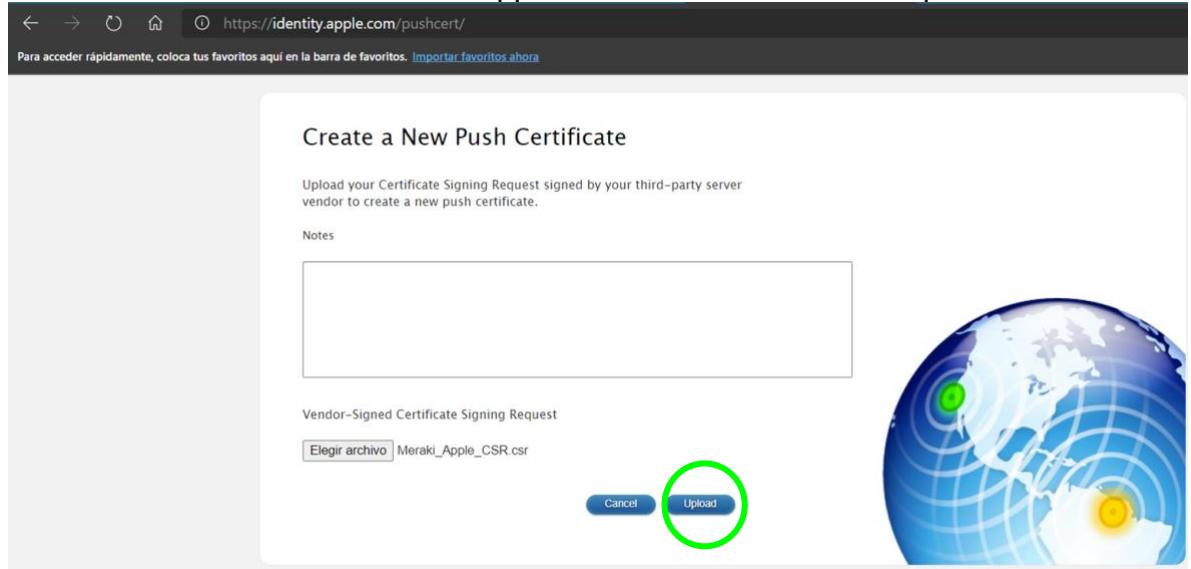 https://identity.apple.com/pushcert/
Para acceder rápidamente, coloca tus favoritos aquí en la barra de favoritos. Importar favoritos ahora
Create a New Push Certificate
Upload your Certificate Signing Request signed by your third-party server
vendor to create a new push certificate.
Notes
Vendor-Signed Certificate Signing Request
Elegir archivo Meraki_Apple_CSR.csr
Cancel Upload